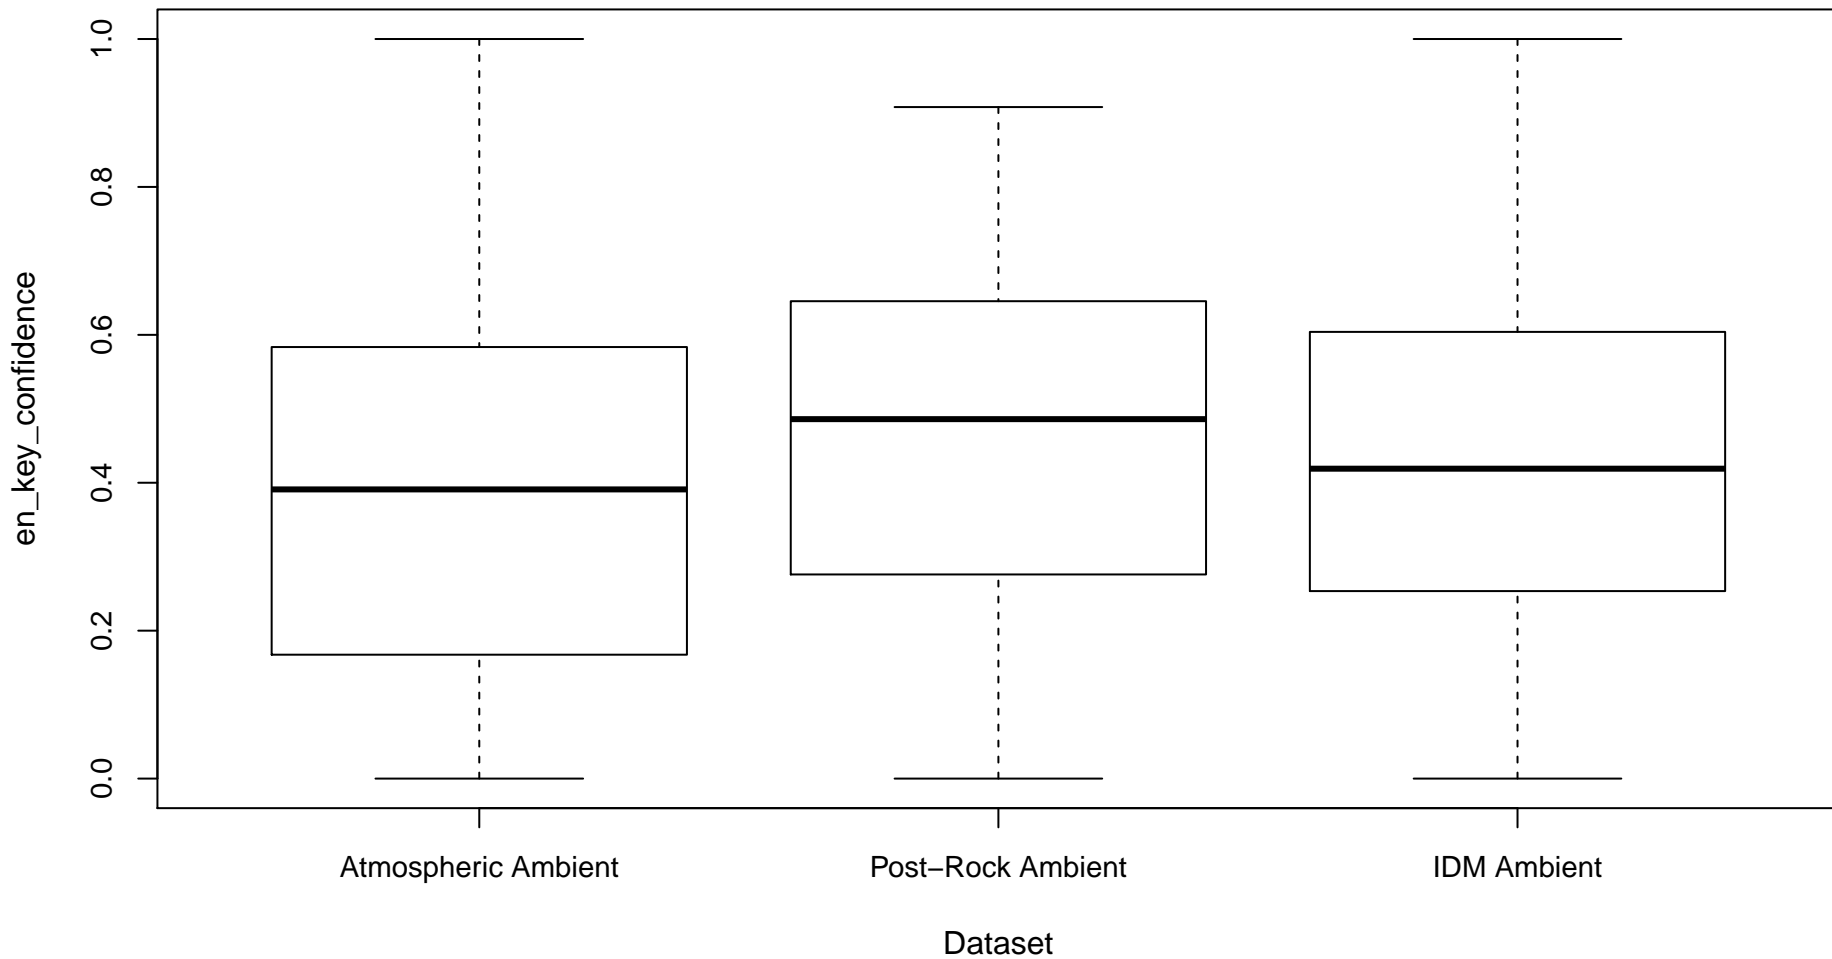 en_key_confidence
1.0
0.8
0.6
0.4
0.2
0.0
Atmospheric Ambient
Post−Rock Ambient
IDM Ambient
Dataset